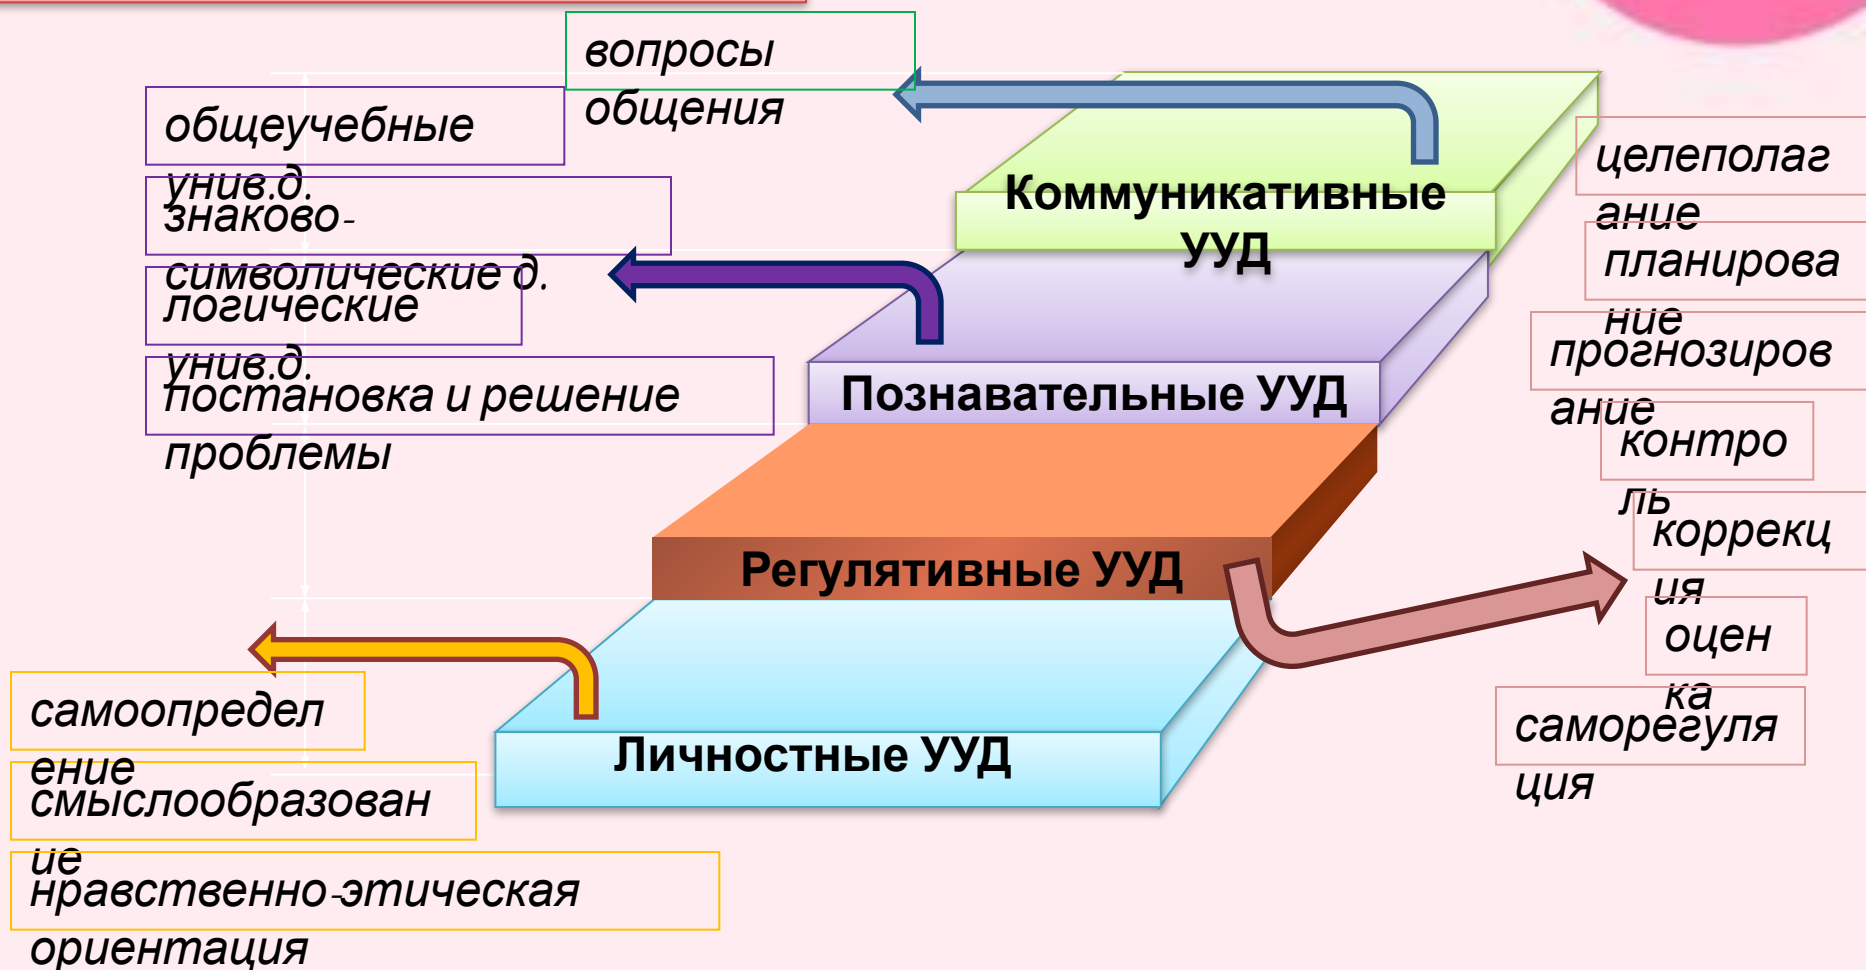 вопросы
общения
общеучебные
унив.д.
знаково-
символические д.
логические
унив.д.
постановка и решение
проблемы
Коммуникативные
УУД
Познавательные УУД
Регулятивные УУД
Личностные УУД
целеполаг
ание
планирова
ние
прогнозиров
ание
контро
ль
коррекц
ия
оцен
ка
саморегуля
ция
самоопредел
ение
смыслообразован
ие
нравственно-этическая
ориентация